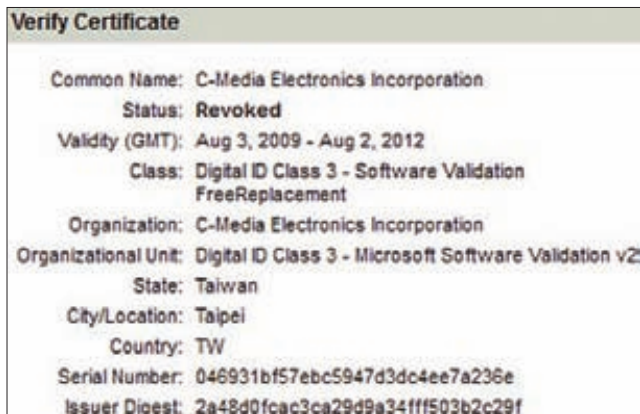 Verify Certificate
Common Name: C-Media Electronics Incorporation
Status: Revoked
Validity (GMT): Aug 3, 2009 - Aug 2, 2012
Class: Digital ID Class 3 - Software Validation
FreeReplacement
Organization: C-Media Electronics Incorporation
Organizational Unit: Digital ID Class 3 - Microsoft Software Validation v2
State: Taiwan
City/Location: Taipei
Country: TW
Serial Number: 046931bf57ebc5947d3dc4ee7a236e
Issuer Digest: 2a48d0fcac3ca29d9a34fff503b2c29f